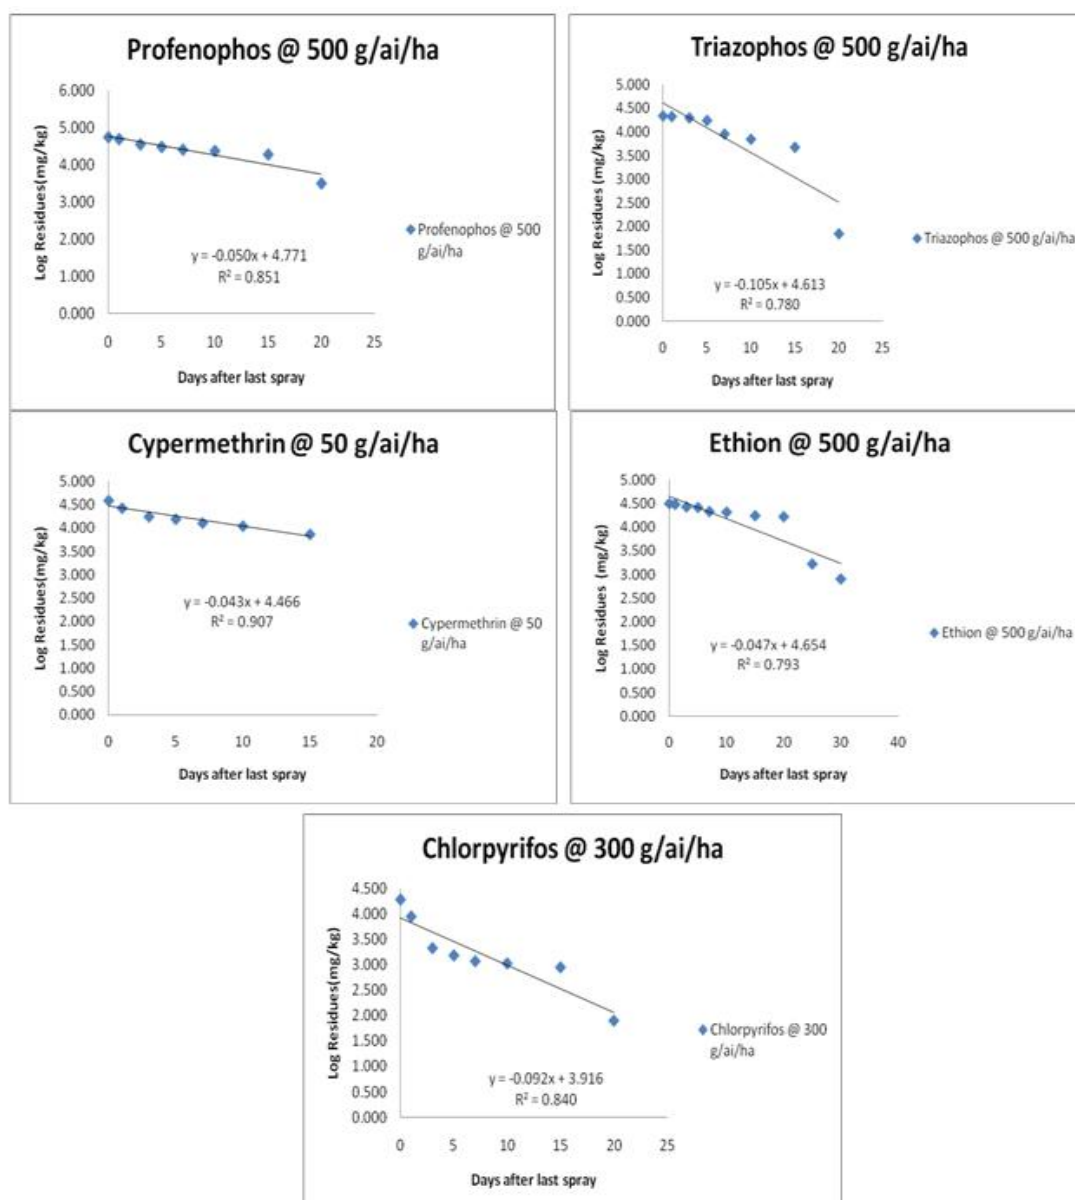 Profenophos @ 500 g/ai/ha
6.000
5.000
4.000
3.000
2.000
1.000
0.000
Log Residues(mg/kg)
y = -0.050x + 4.771
R² = 0.851
Profenophos @ 500
g/ai/ha
0 5 10 15 20 25
Days after last spray
Triazophos @ 500 g/ai/ha
5.000
4.500
4.000
3.500
3.000
2.500
2.000
1.500
1.000
0.500
0.000
Log Residues (mg/kg)
y = -0.105x + 4.613
R² = 0.780
Triazophos @ 500 g/ai/ha
0 5 10 15 20 25
Days after last spray
Cypermethrin @ 50 g/ai/ha
5.000
4.500
4.000
3.500
3.000
2.500
2.000
1.500
1.000
0.500
0.000
Log Residues(mg/kg)
y = -0.043x + 4.466
R² = 0.907
Cypermethrin @ 50
g/ai/ha
0 5 10 15 20
Days after last spray
Ethion @ 500 g/ai/ha
5.000
4.500
4.000
3.500
3.000
2.500
2.000
1.500
1.000
0.500
0.000
Log Residues (mg/kg)
y = -0.047x + 4.654
R² = 0.793
Ethion @ 500 g/ai/ha
0 10 20 30 40
Days after last spray
Chlorpyrifos @ 300 g/ai/ha
4.500
4.000
3.500
3.000
2.500
2.000
1.500
1.000
0.500
0.000
Log Residues(mg/kg)
y = -0.092x + 3.916
R² = 0.840
Chlorpyrifos @ 300
g/ai/ha
0 5 10 15 20 25
Days after last spray